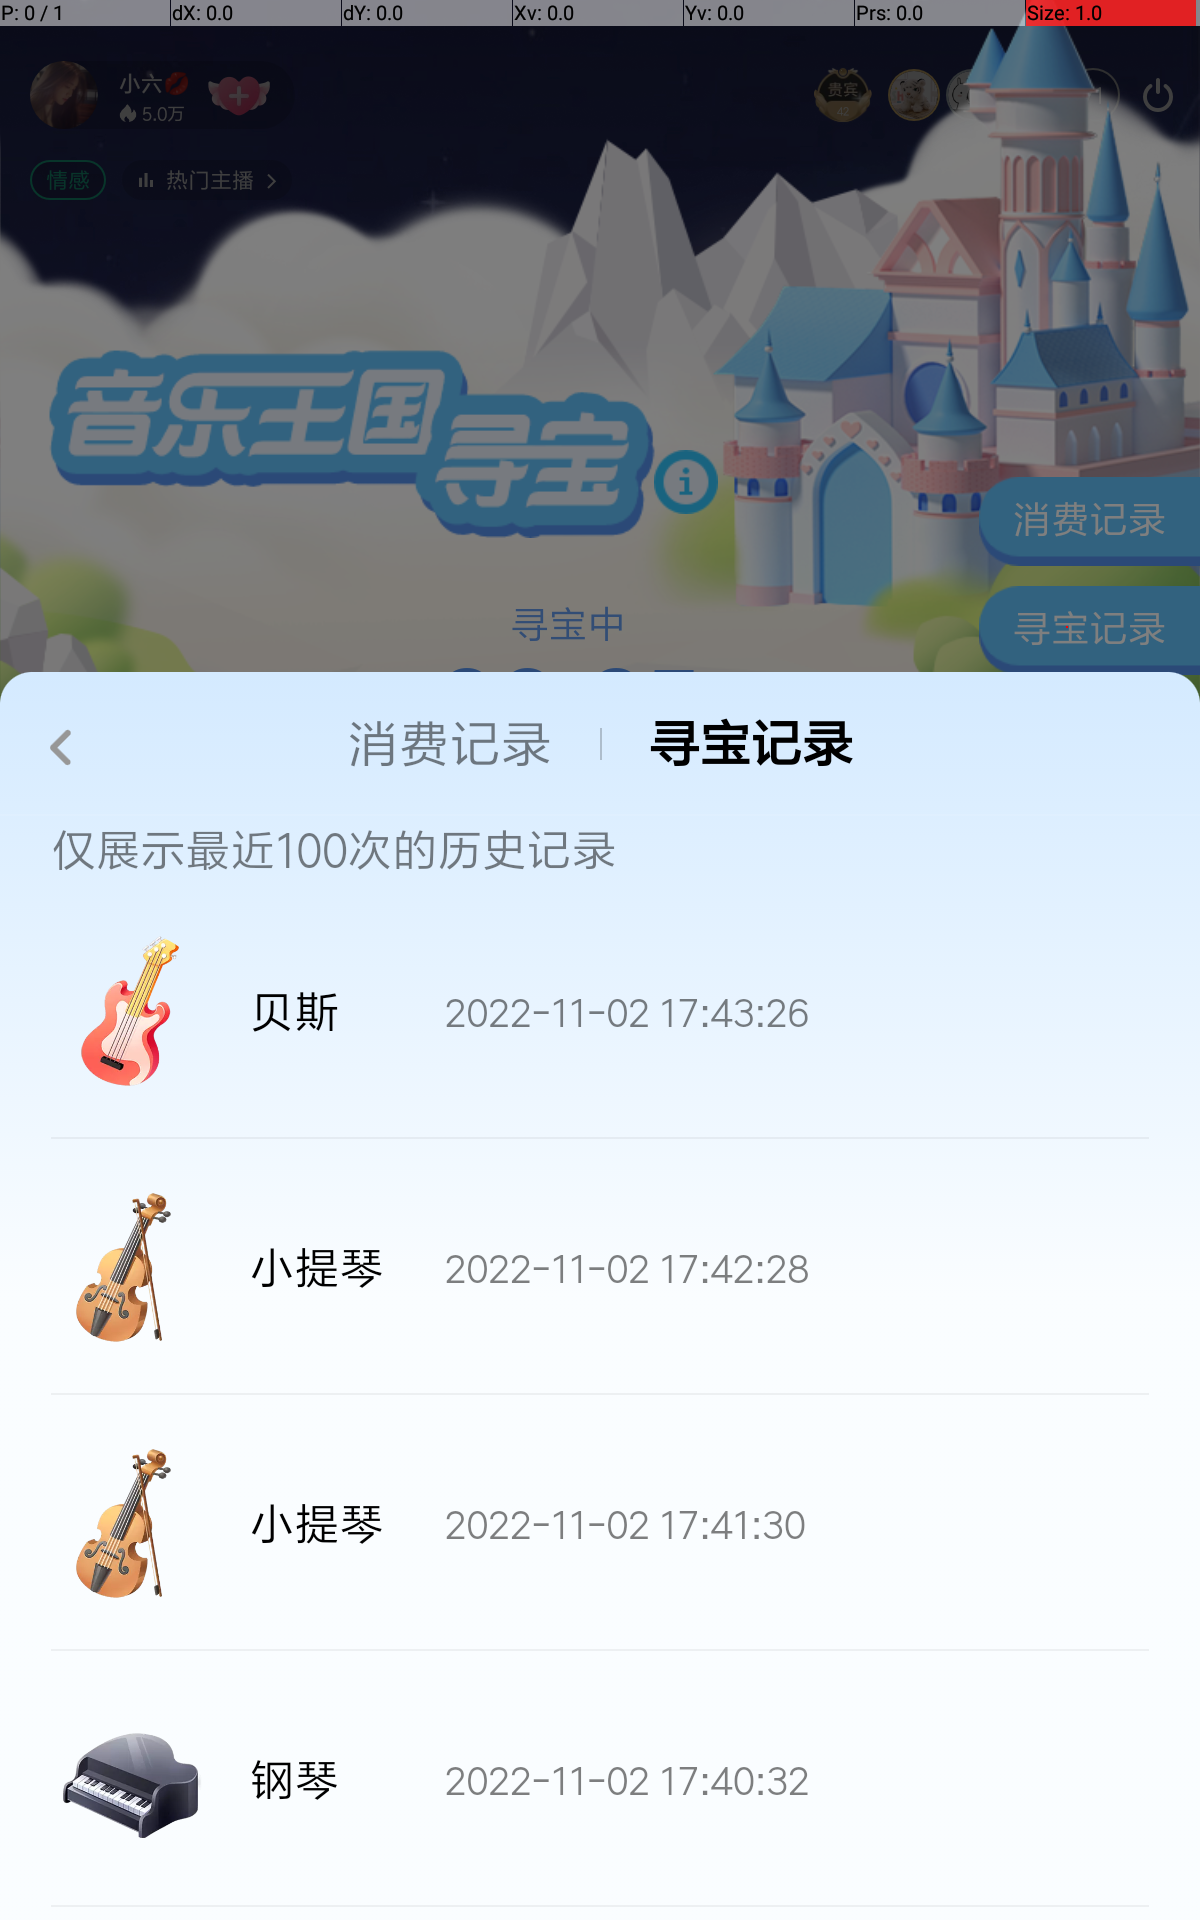 P: 0 / 1 dX: 0.0 dY: 0.0 Xv: 0.0 Yv: 0.0 Prs: 0.0 Size: 1.0
小六💋
5.0万
贵宾
42
情感
热门主播
音乐王国
寻宝
消费记录
寻宝中
寻宝记录
消费记录
寻宝记录
仅展示最近100次的历史记录
贝斯 2022-11-02 17:43:26
小提琴 2022-11-02 17:42:28
小提琴 2022-11-02 17:41:30
钢琴 2022-11-02 17:40:32